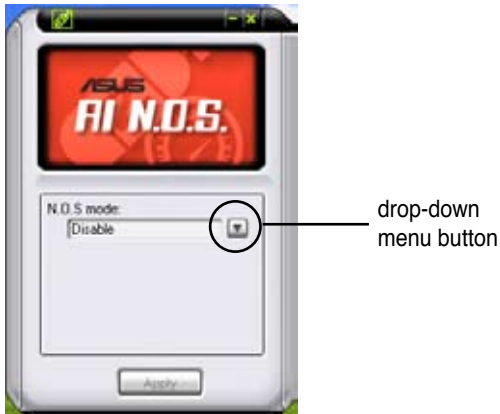 ASUS
AI N.O.S.
N.O.S mode:
Disable
drop-down
menu button
Apply